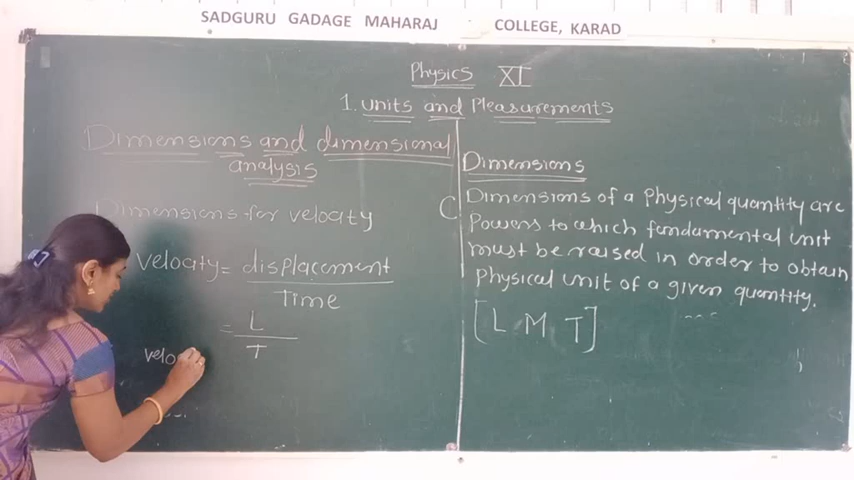 SADGURU GADAGE MAHARAJ COLLEGE, KARAD
Physics XI
1. Units and Measurements
Dimensions and dimensional
analysis
Dimensions for velocity
velocity = displacement
Time
= L
T
velo
Dimensions
Dimensions of a Physical quantity are
Powers to which fundamental unit
must be raised in order to obtain
Physical unit of a given quantity.
[L M T]